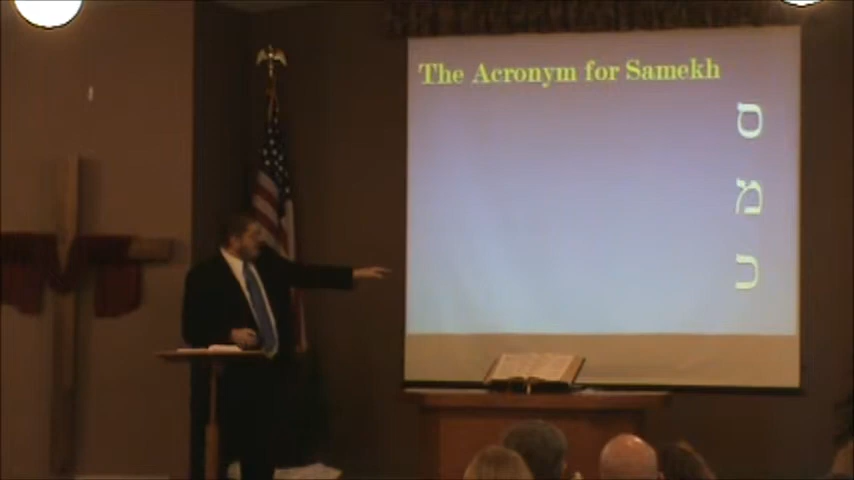 The Acronym for Samekh
ס
מ
כ